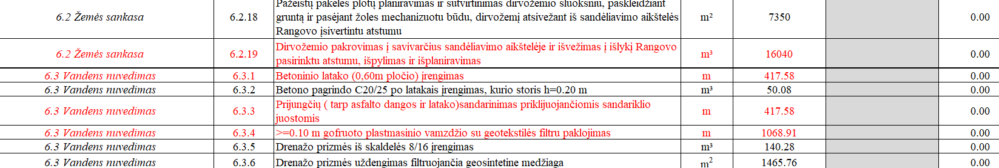 Pažeistų pakelės plotų planiravimas ir sutvirtinimas dirvožemio sluoksniu, paskleidžiant
6.2 Žemės sankasa 6.2.18 gruntą ir pasėjant žoles mechanizuotu būdu, dirvožemį atsivežant iš sandėliavimo aikštelės m² 7350 0.00
Rangovo įsivertintu atstumu
6.2 Žemės sankasa 6.2.19 Dirvožemio pakrovimas į savivarčius sandėliavimo aikštelėje ir išvežimas į išlykį Rangovo m³ 16040 0.00
pasirinktu atstumu, išpylimas ir išplaniravimas
6.3 Vandens nuvedimas 6.3.1 Betoninio latako (0,60m pločio) įrengimas m 417.58 0.00
6.3 Vandens nuvedimas 6.3.2 Betono pagrindo C20/25 po latakais įrengimas, kurio storis h=0.20 m m³ 50.08 0.00
6.3 Vandens nuvedimas 6.3.3 Prijungčių ( tarp asfalto dangos ir latako)sandarinimas priklijuojančiomis sandariklio m 417.58 0.00
juostomis
6.3 Vandens nuvedimas 6.3.4 >=0.10 m gofruoto plastmasinio vamzdžio su geotekstilės filtru paklojimas m 1068.91 0.00
6.3 Vandens nuvedimas 6.3.5 Drenažo prizmės iš skaldelės 8/16 įrengimas m³ 140.28 0.00
6.3 Vandens nuvedimas 6.3.6 Drenažo prizmės uždengimas filtruojančia geosintetine medžiaga m² 1465.76 0.00